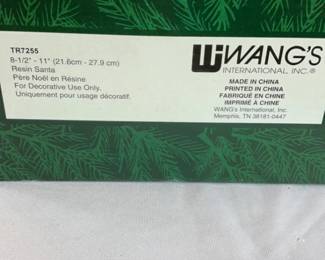 TR7255
8-1/2" - 11" (21.6cm - 27.9 cm)
Resin Santa
Père Noël en Résine
For Decorative Use Only.
Uniquement pour usage décoratif.
WANG'S
INTERNATIONAL, INC.®
MADE IN CHINA
PRINTED IN CHINA
FABRIQUÉ EN CHINE
IMPRIMÉ À CHINE
WANG's International, Inc.
Memphis, TN 38181-0447